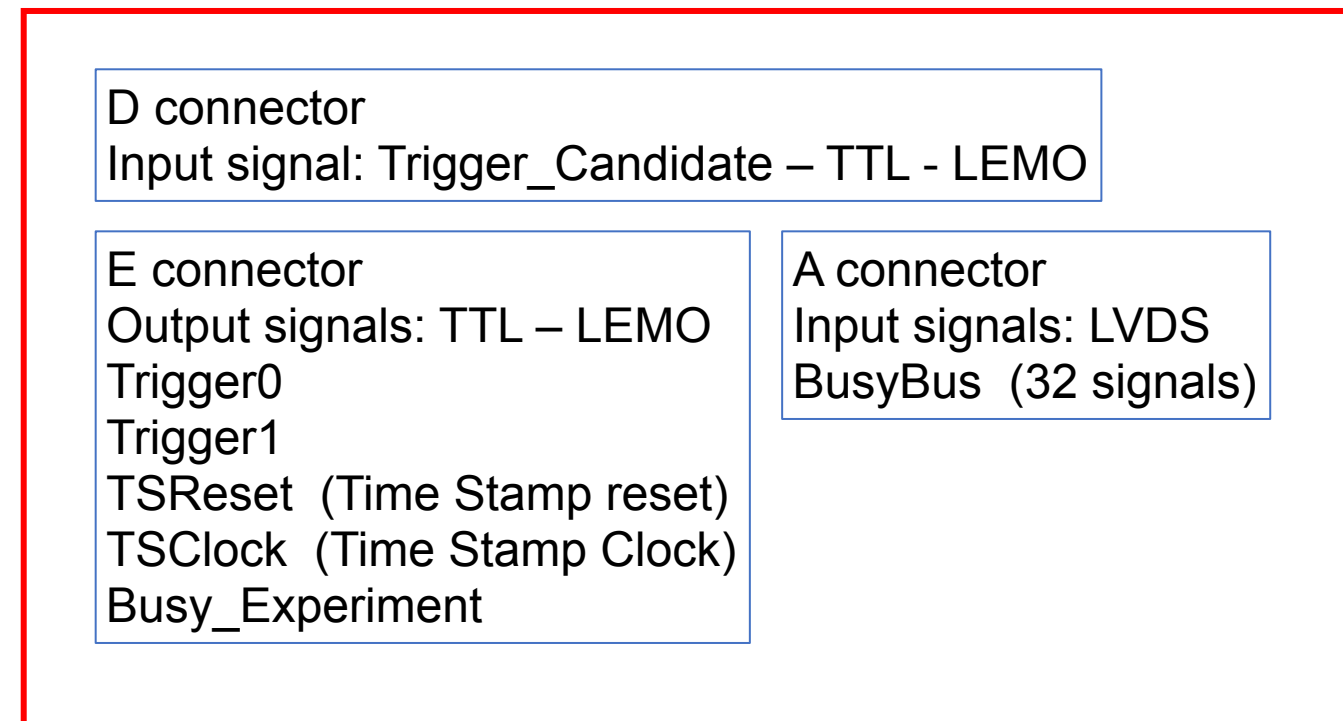 D connector
Input signal: Trigger_Candidate – TTL - LEMO
E connector
Output signals: TTL – LEMO
Trigger0
Trigger1
TSReset  (Time Stamp reset)
TSClock  (Time Stamp Clock)
Busy_Experiment
A connector
Input signals: LVDS
BusyBus  (32 signals)